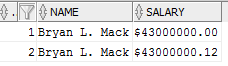 NAME SALARY
1 Bryan L. Mack $43000000.00
2 Bryan L. Mack $43000000.12